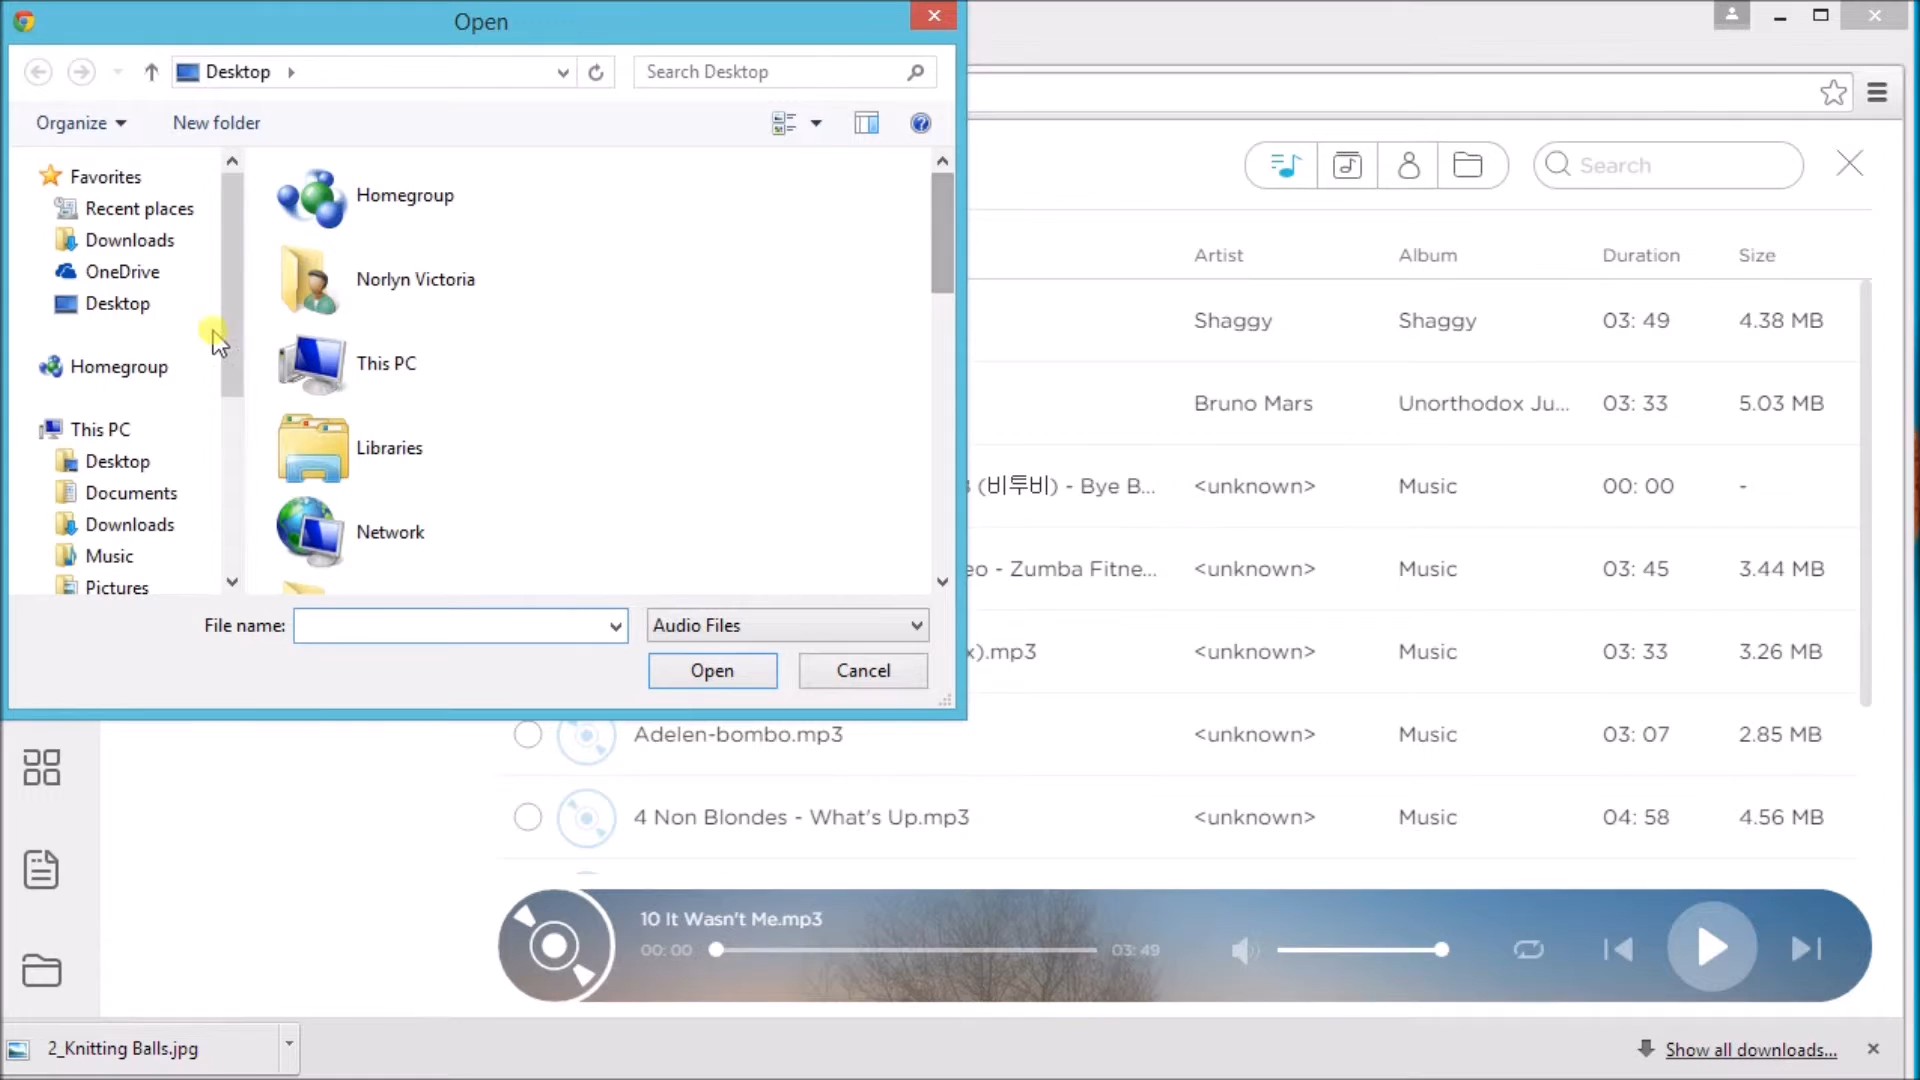 Open
Desktop
Search Desktop
Organize
New folder
Favorites
Recent places
Downloads
OneDrive
Desktop
Homegroup
This PC
Desktop
Documents
Downloads
Music
Pictures
Homegroup
Norlyn Victoria
This PC
Libraries
Network
File name:
Audio Files
Open
Cancel
Search
Artist Album Duration Size
Shaggy Shaggy 03: 49 4.38 MB
Bruno Mars Unorthodox Ju... 03: 33 5.03 MB
(비투비) - Bye B... <unknown> Music 00: 00 -
eo - Zumba Fitne... <unknown> Music 03: 45 3.44 MB
x).mp3 <unknown> Music 03: 33 3.26 MB
Adelen-bombo.mp3 <unknown> Music 03: 07 2.85 MB
4 Non Blondes - What's Up.mp3 <unknown> Music 04: 58 4.56 MB
10 It Wasn't Me.mp3
00: 00 03: 49
2_Knitting Balls.jpg
Show all downloads...